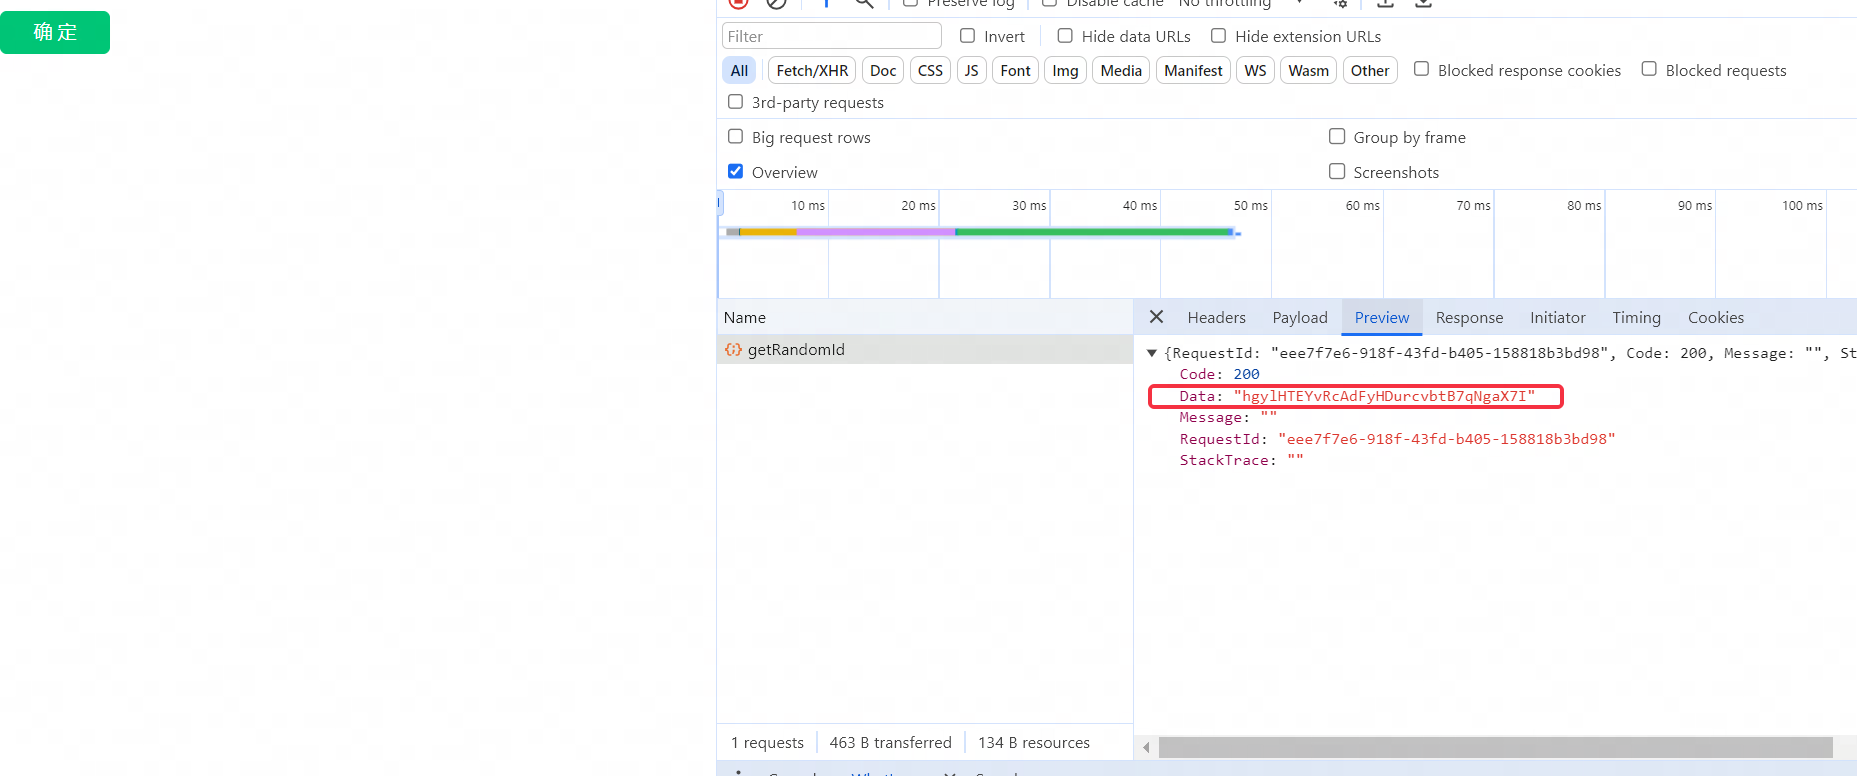 确 定
Preserve log
Disable cache
No throttling
Filter
Invert
Hide data URLs
Hide extension URLs
All
Fetch/XHR
Doc
CSS
JS
Font
Img
Media
Manifest
WS
Wasm
Other
Blocked response cookies
Blocked requests
3rd-party requests
Big request rows
Group by frame
Overview
Screenshots
10 ms
20 ms
30 ms
40 ms
50 ms
60 ms
70 ms
80 ms
90 ms
100 ms
Name
Headers
Payload
Preview
Response
Initiator
Timing
Cookies
getRandomId
{RequestId: "eee7f7e6-918f-43fd-b405-158818b3bd98", Code: 200, Message: "", St
Code: 200
Data: "hgylHTEYvRcAdFyHDurcvbtB7qNgaX7I"
Message: ""
RequestId: "eee7f7e6-918f-43fd-b405-158818b3bd98"
StackTrace: ""
1 requests
463 B transferred
134 B resources